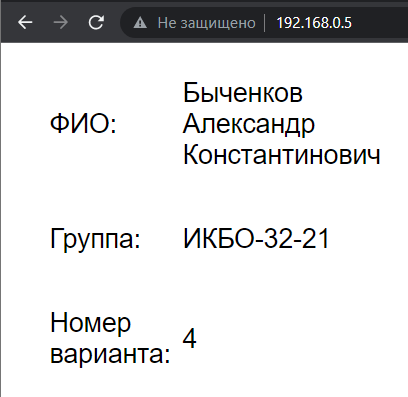 Не защищено 192.168.0.5
Быченков
ФИО: Александр
Константинович
Группа: ИКБО-32-21
Номер
варианта: 4